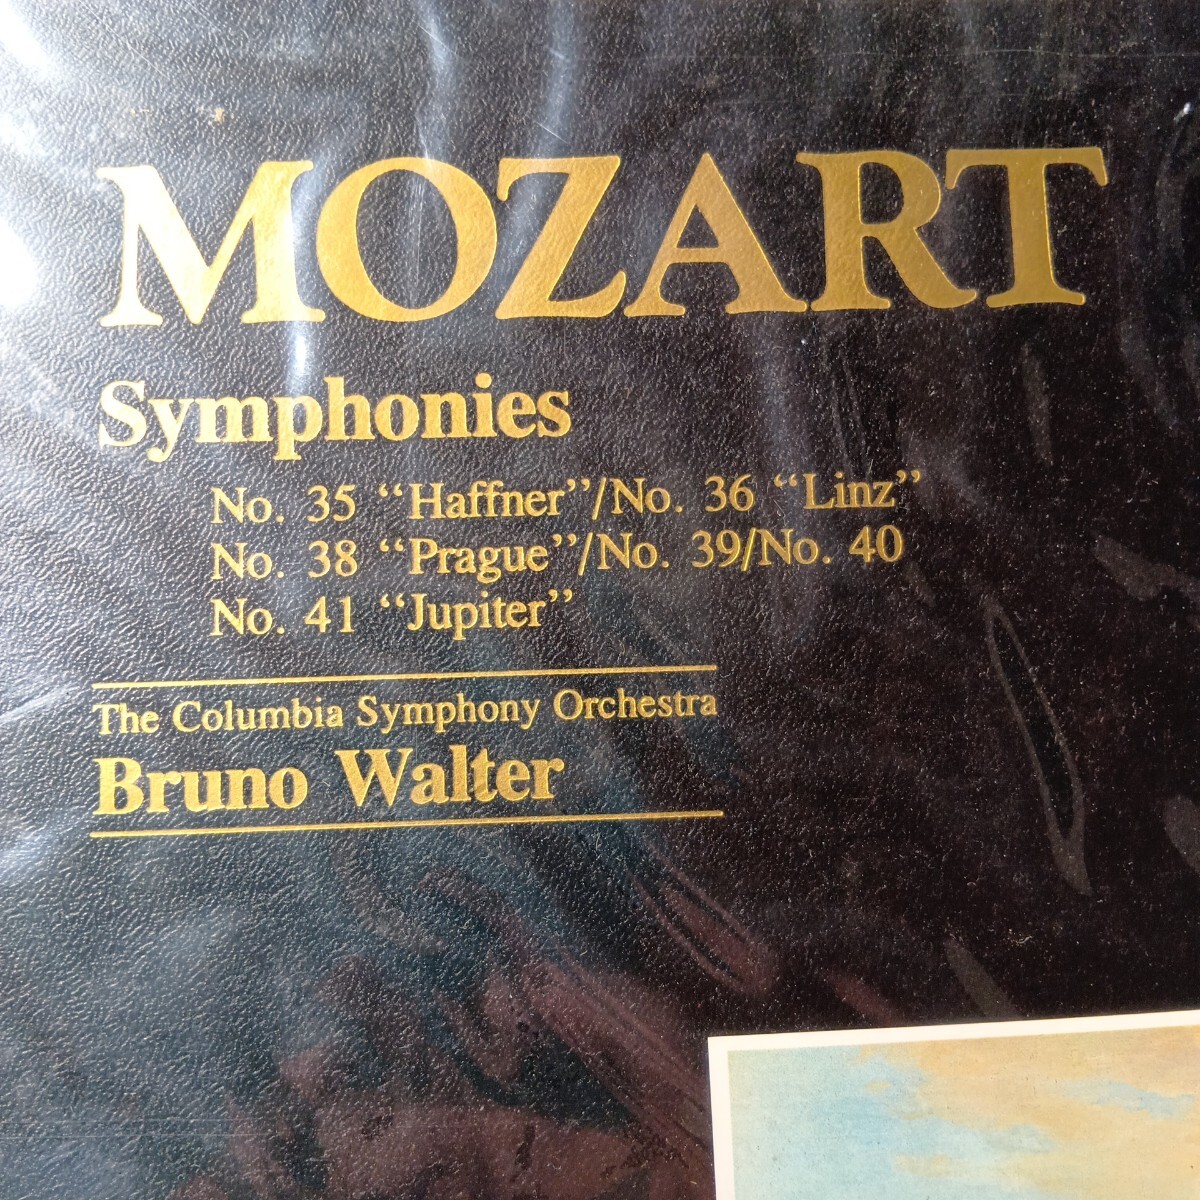 MOZART
Symphonies
No. 35 “Haffner”/No. 36 “Linz”
No. 38 “Prague”/No. 39/No. 40
No. 41 “Jupiter”
The Columbia Symphony Orchestra
Bruno Walter